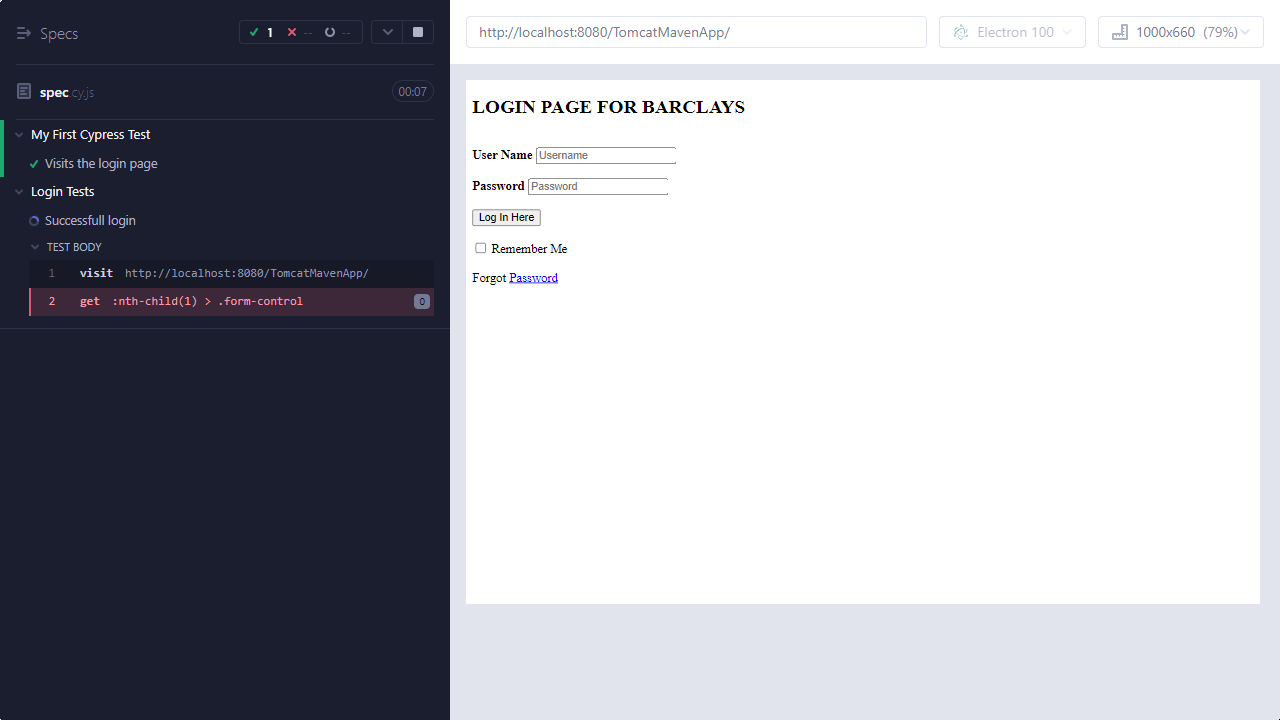 Specs
1 -- --
spec.cy.js 00:07
My First Cypress Test
Visits the login page
Login Tests
Successfull login
TEST BODY
1 visit http://localhost:8080/TomcatMavenApp/
2 get :nth-child(1) > .form-control 0
http://localhost:8080/TomcatMavenApp/
Electron 100
1000x660 (79%)
LOGIN PAGE FOR BARCLAYS
User Name Username
Password Password
Log In Here
Remember Me
Forgot Password